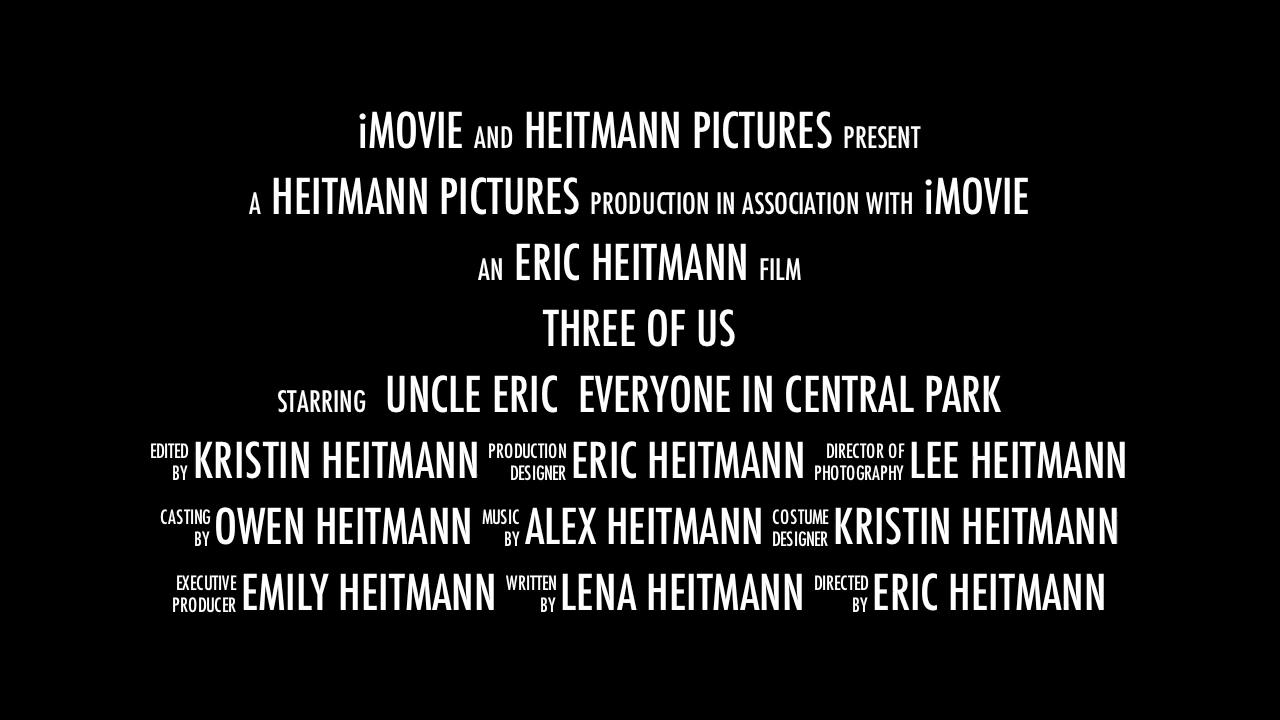 iMOVIE AND HEITMANN PICTURES PRESENT
A HEITMANN PICTURES PRODUCTION IN ASSOCIATION WITH iMOVIE
AN ERIC HEITMANN FILM
THREE OF US
STARRING UNCLE ERIC EVERYONE IN CENTRAL PARK
EDITED BY KRISTIN HEITMANN PRODUCTION DESIGNER ERIC HEITMANN DIRECTOR OF PHOTOGRAPHY LEE HEITMANN
CASTING BY OWEN HEITMANN MUSIC BY ALEX HEITMANN COSTUME DESIGNER KRISTIN HEITMANN
EXECUTIVE PRODUCER EMILY HEITMANN WRITTEN BY LENA HEITMANN DIRECTED BY ERIC HEITMANN